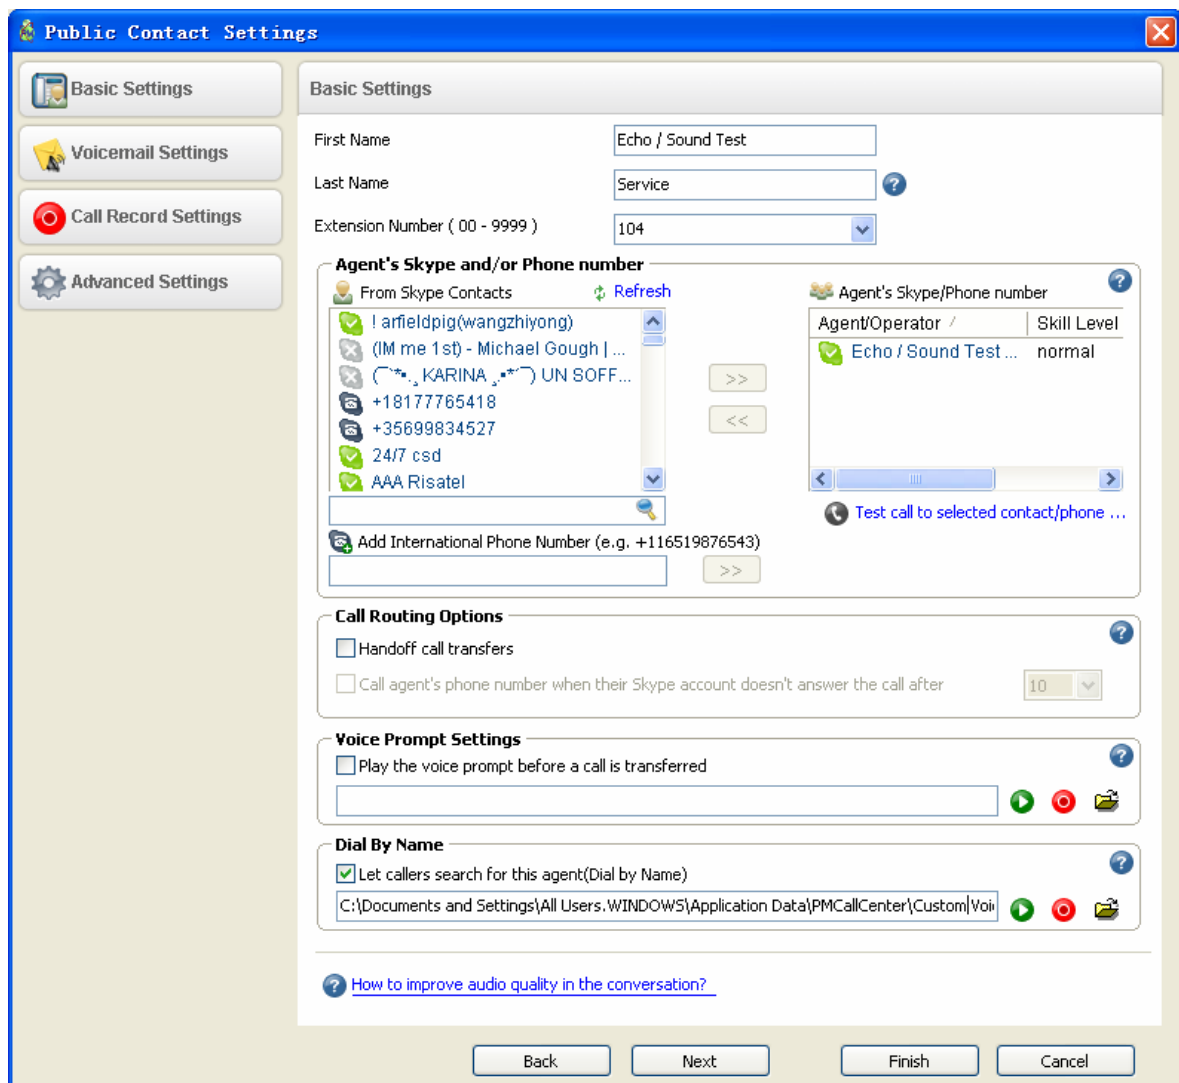 Public Contact Settings
Basic Settings
Voicemail Settings
Call Record Settings
Advanced Settings
Basic Settings
First Name
Echo / Sound Test
Last Name
Service
Extension Number ( 00 - 9999 )
104
Agent's Skype and/or Phone number
From Skype Contacts
Refresh
! arfieldpig(wangzhiyong)
(IM me 1st) - Michael Gough | ...
(¯`*•.¸ KARINA ¸.•*´¯) UN SOFF...
+18177765418
+35699834527
24/7 csd
AAA Risatel
>>
<<
Agent's Skype/Phone number
Agent/Operator Skill Level
Echo / Sound Test ... normal
Test call to selected contact/phone ...
Add International Phone Number (e.g. +116519876543)
>>
Call Routing Options
Handoff call transfers
Call agent's phone number when their Skype account doesn't answer the call after 10
Voice Prompt Settings
Play the voice prompt before a call is transferred
Dial By Name
Let callers search for this agent(Dial by Name)
C:\Documents and Settings\All Users.WINDOWS\Application Data\PMCallCenter\Custom Voi
How to improve audio quality in the conversation?
Back Next Finish Cancel